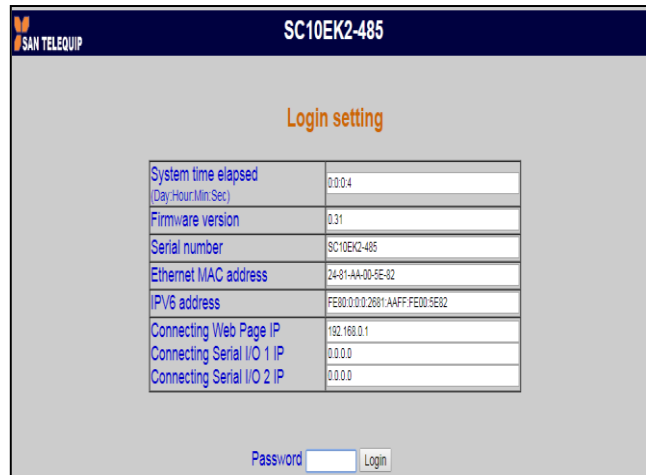 SAN TELEQUIP
SC10EK2-485
Login setting
System time elapsed
(Day:Hour:Min:Sec)
0:0:0:4
Firmware version
0.31
Serial number
SC10EK2-485
Ethernet MAC address
24-81-AA-00-5E-82
IPV6 address
FE80:0:0:0:2681:AAFF:FE00:5E82
Connecting Web Page IP
192.168.0.1
Connecting Serial I/O 1 IP
0.0.0.0
Connecting Serial I/O 2 IP
0.0.0.0
Password Login